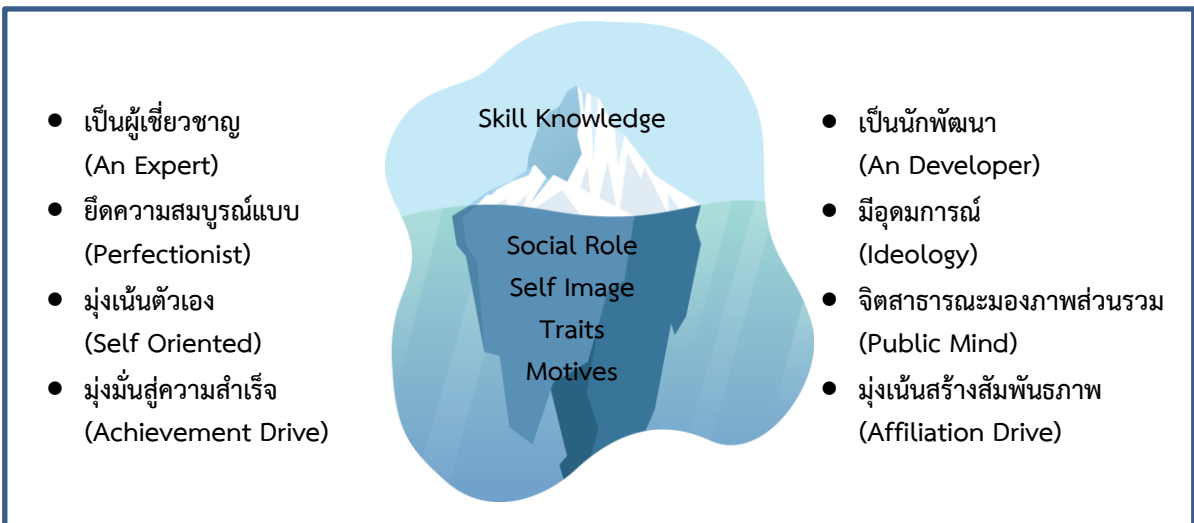 ● เป็นผู้เชี่ยวชาญ
(An Expert)
● ยึดความสมบูรณ์แบบ
(Perfectionist)
● มุ่งเน้นตัวเอง
(Self Oriented)
● มุ่งมั่นสู่ความสำเร็จ
(Achievement Drive)
Skill Knowledge
Social Role
Self Image
Traits
Motives
● เป็นนักพัฒนา
(An Developer)
● มีอุดมการณ์
(Ideology)
● จิตสาธารณะมองภาพส่วนรวม
(Public Mind)
● มุ่งเน้นสร้างสัมพันธภาพ
(Affiliation Drive)